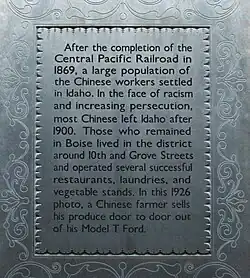 After the completion of the
Central Pacific Railroad in
1869, a large population of
the Chinese workers settled
in Idaho. In the face of racism
and increasing persecution,
most Chinese left Idaho after
1900. Those who remained
in Boise lived in the district
around 10th and Grove Streets
and operated several successful
restaurants, laundries, and
vegetable stands. In this 1926
photo, a Chinese farmer sells
his produce door to door out
of his Model T Ford.